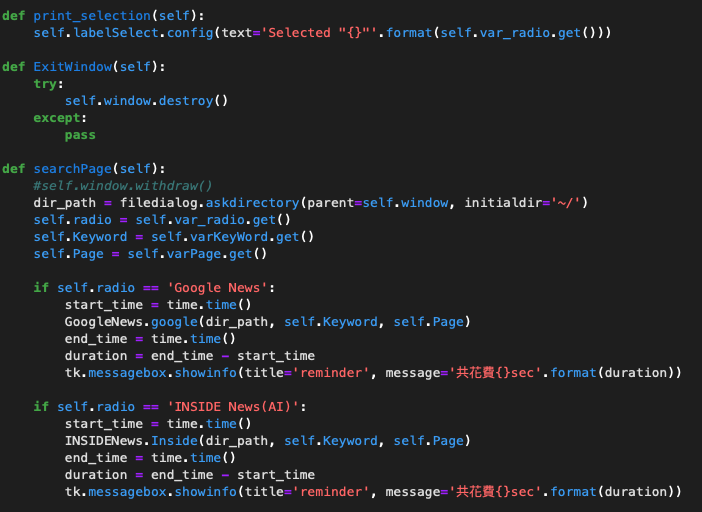 def print_selection(self):
    self.labelSelect.config(text='Selected "{}"'.format(self.var_radio.get()))

def ExitWindow(self):
    try:
        self.window.destroy()
    except:
        pass

def searchPage(self):
    #self.window.withdraw()
    dir_path = filedialog.askdirectory(parent=self.window, initialdir='~/')
    self.radio = self.var_radio.get()
    self.Keyword = self.varKeyWord.get()
    self.Page = self.varPage.get()

    if self.radio == 'Google News':
        start_time = time.time()
        GoogleNews.google(dir_path, self.Keyword, self.Page)
        end_time = time.time()
        duration = end_time - start_time
        tk.messagebox.showinfo(title='reminder', message='共花費{}sec'.format(duration))

    if self.radio == 'INSIDE News(AI)':
        start_time = time.time()
        INSIDENews.Inside(dir_path, self.Keyword, self.Page)
        end_time = time.time()
        duration = end_time - start_time
        tk.messagebox.showinfo(title='reminder', message='共花費{}sec'.format(duration))